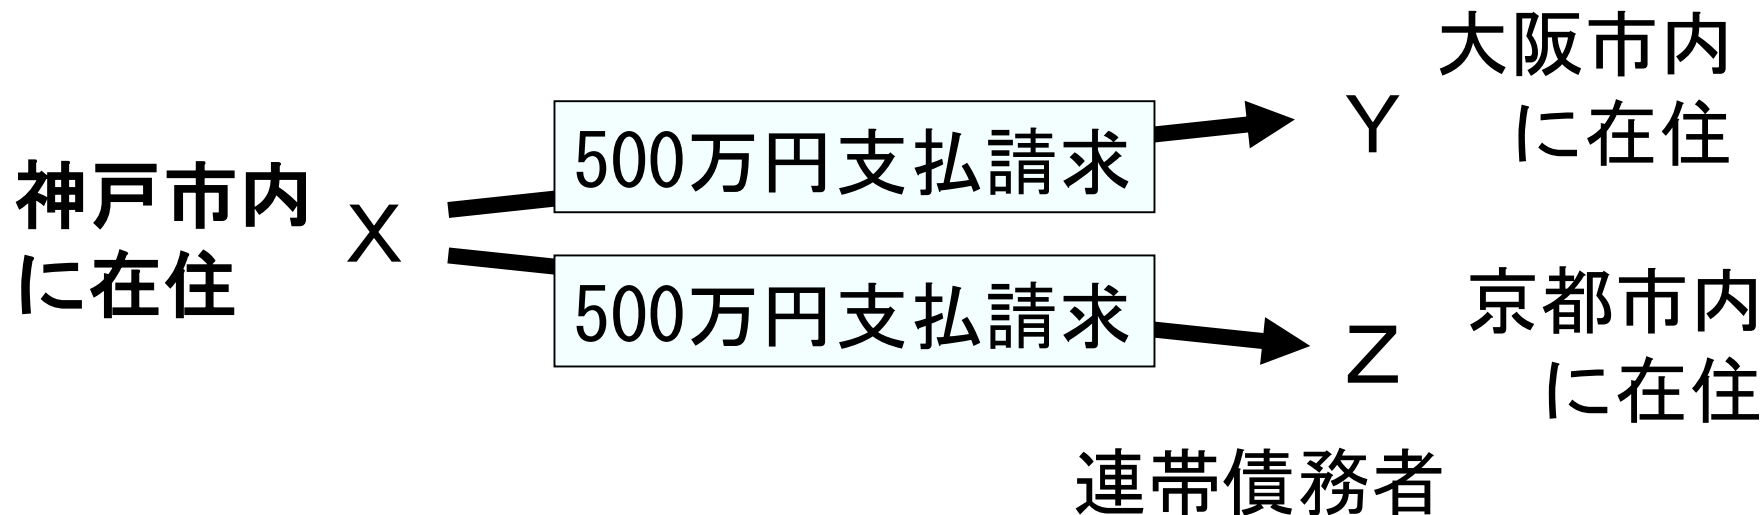 神戸市内
に在住
X
500万円支払請求
Y
大阪市内
に在住
500万円支払請求
Z
京都市内
に在住
連帯債務者